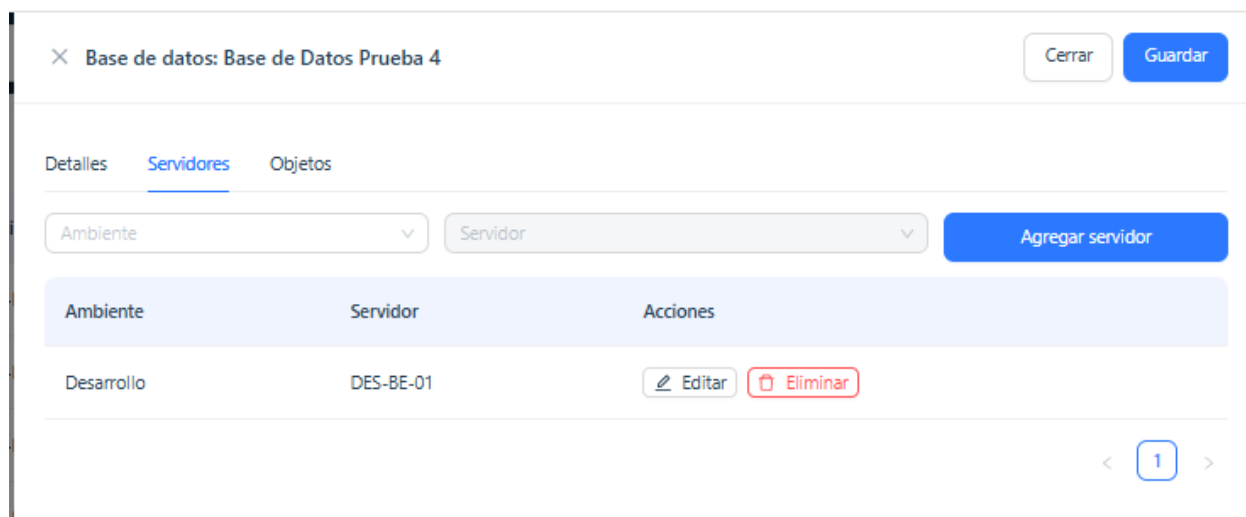 Base de datos: Base de Datos Prueba 4
Cerrar
Guardar
Detalles Servidores Objetos
Ambiente Servidor Agregar servidor
Ambiente Servidor Acciones
Desarrollo DES-BE-01 Editar Eliminar
< 1 >